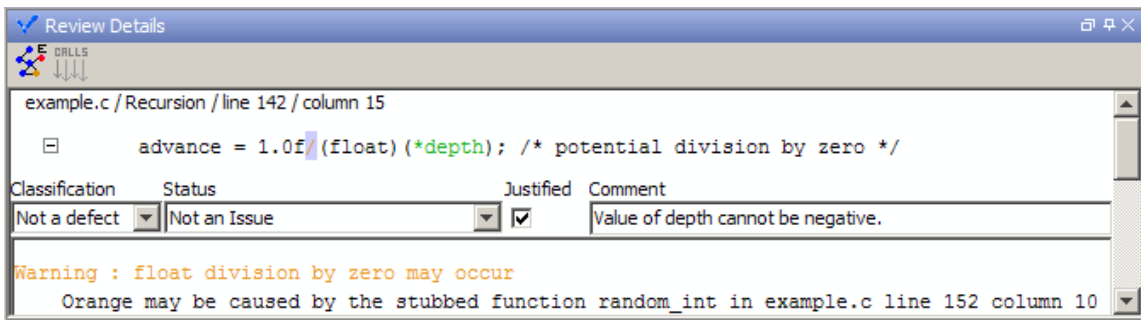 Review Details
E CALLS
example.c / Recursion / line 142 / column 15
advance = 1.0f/(float)(*depth); /* potential division by zero */
Classification Status Justified Comment
Not a defect Not an Issue Value of depth cannot be negative.
Warning : float division by zero may occur
Orange may be caused by the stubbed function random_int in example.c line 152 column 10